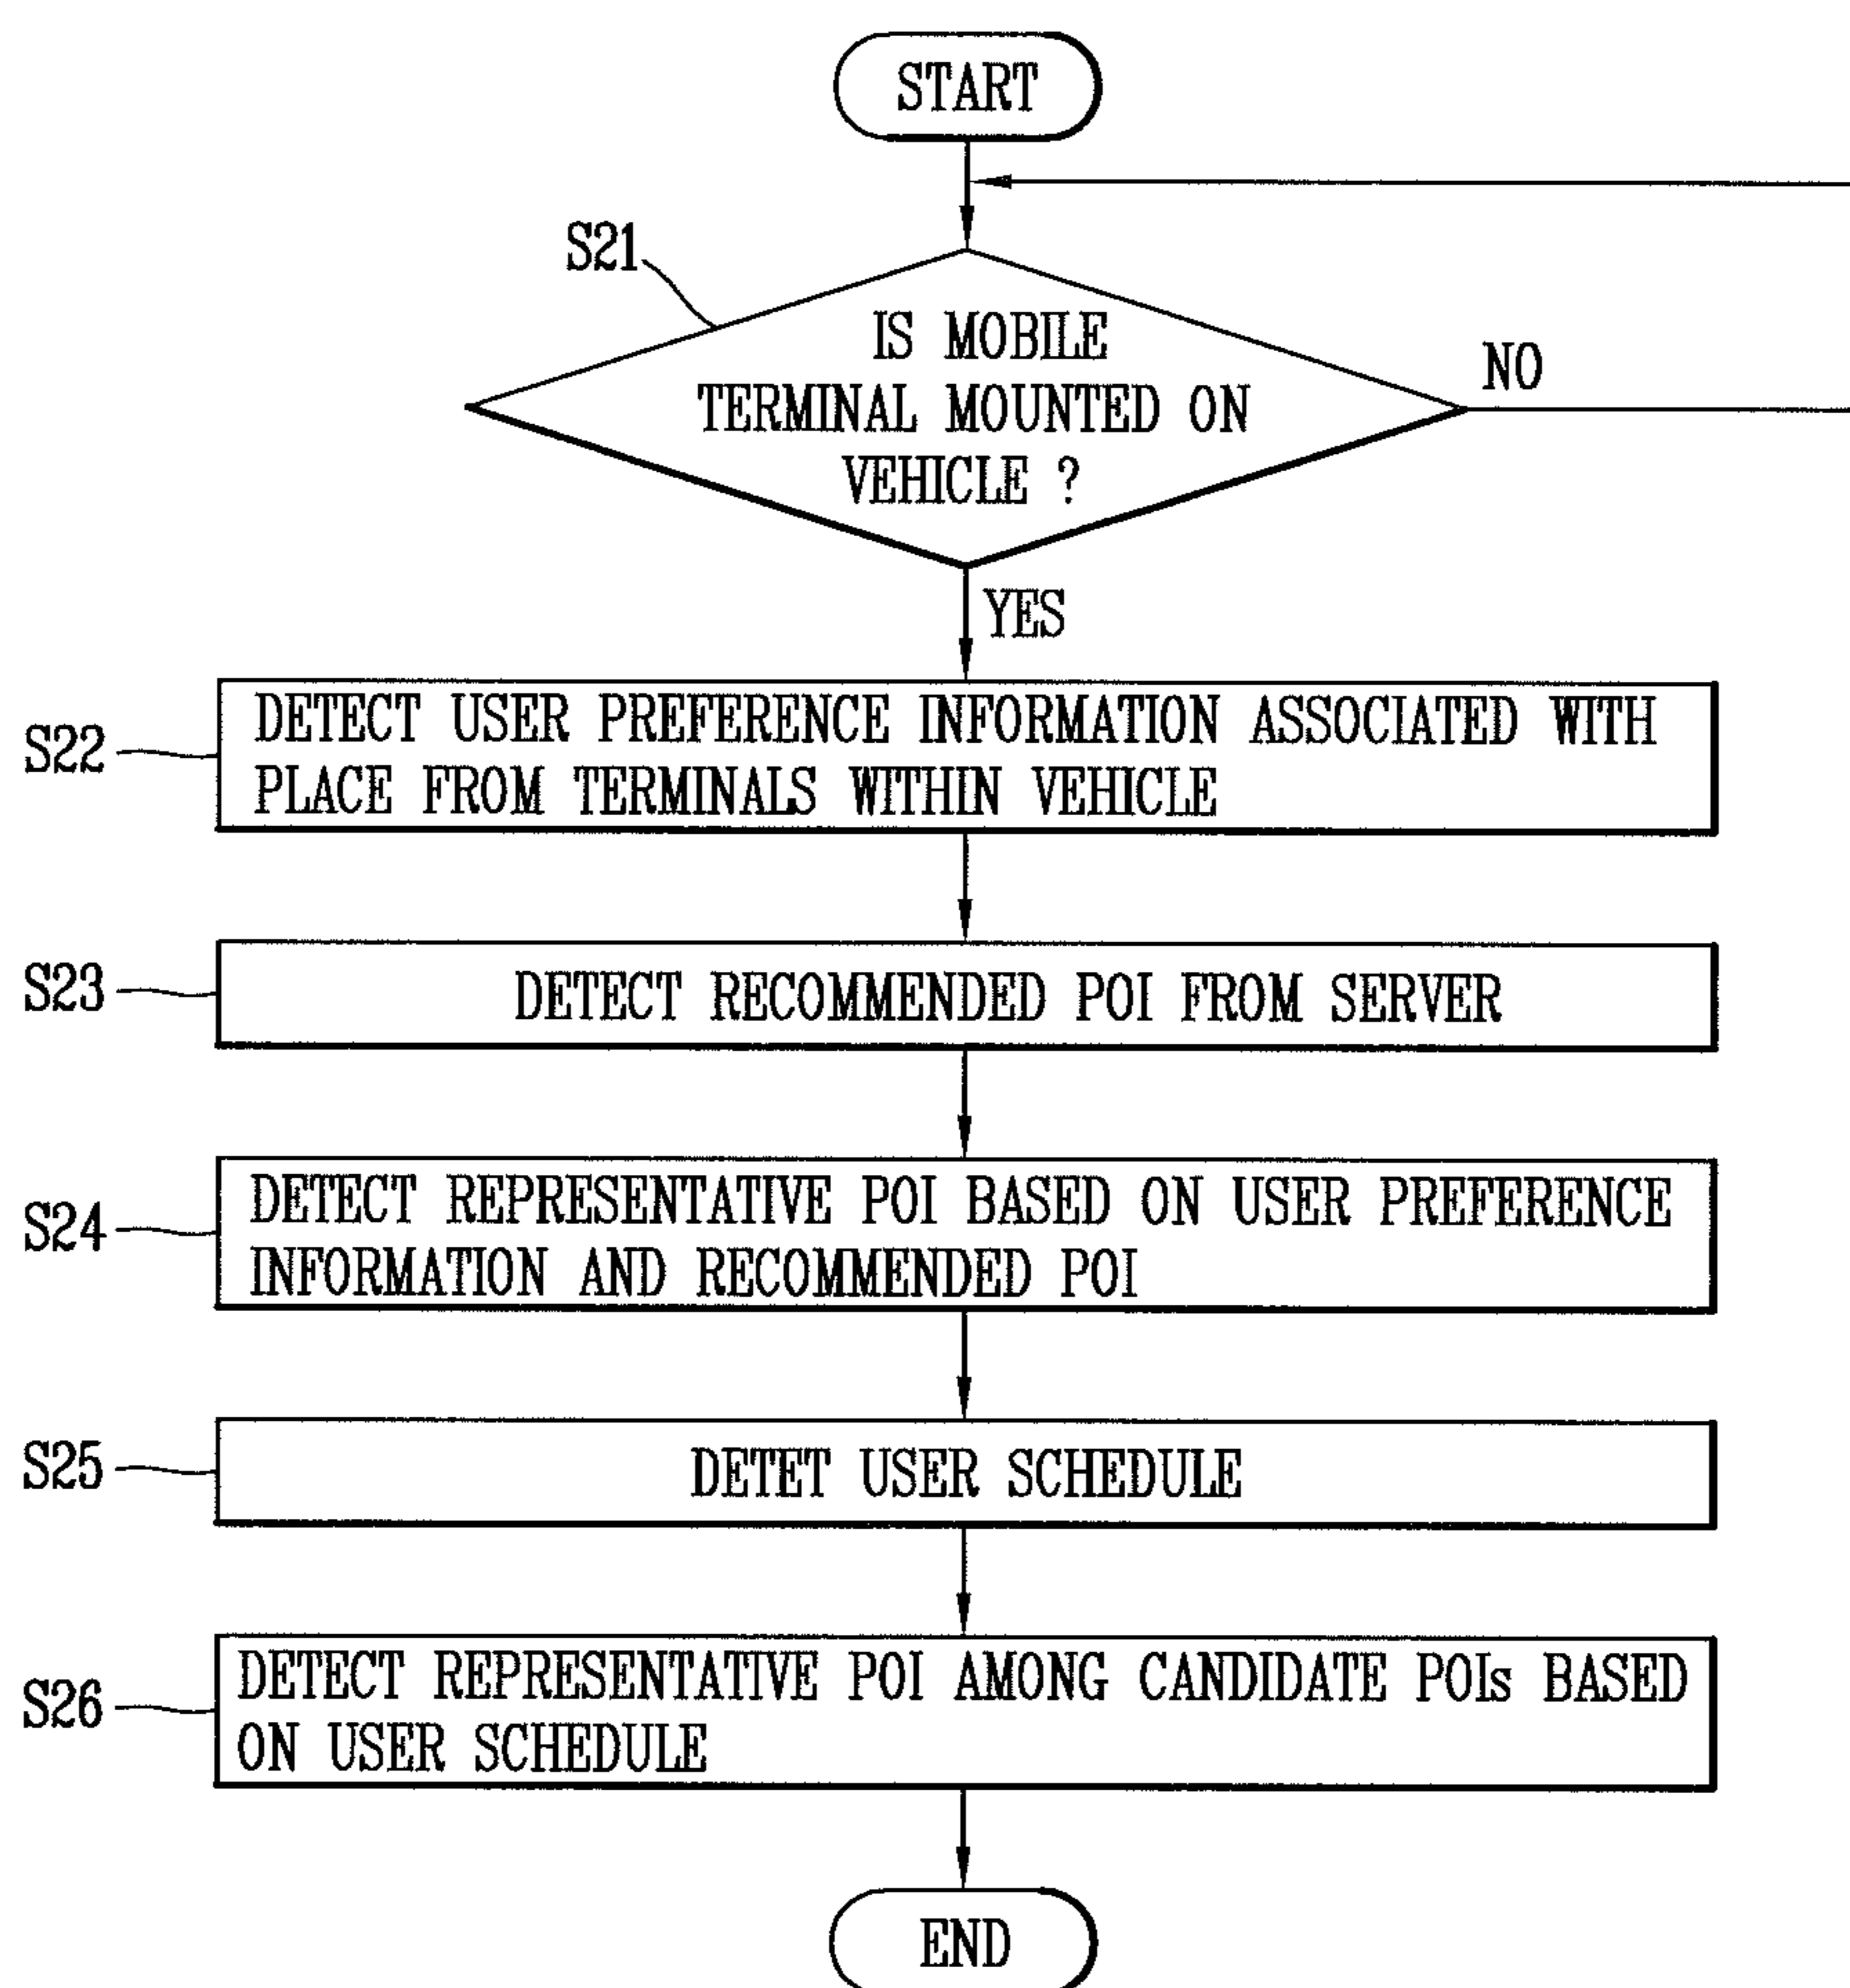 START
S21
IS MOBILE
TERMINAL MOUNTED ON
VEHICLE ?
NO
YES
S22
DETECT USER PREFERENCE INFORMATION ASSOCIATED WITH
PLACE FROM TERMINALS WITHIN VEHICLE
S23
DETECT RECOMMENDED POI FROM SERVER
S24
DETECT REPRESENTATIVE POI BASED ON USER PREFERENCE
INFORMATION AND RECOMMENDED POI
S25
DETET USER SCHEDULE
S26
DETECT REPRESENTATIVE POI AMONG CANDIDATE POIs BASED
ON USER SCHEDULE
END